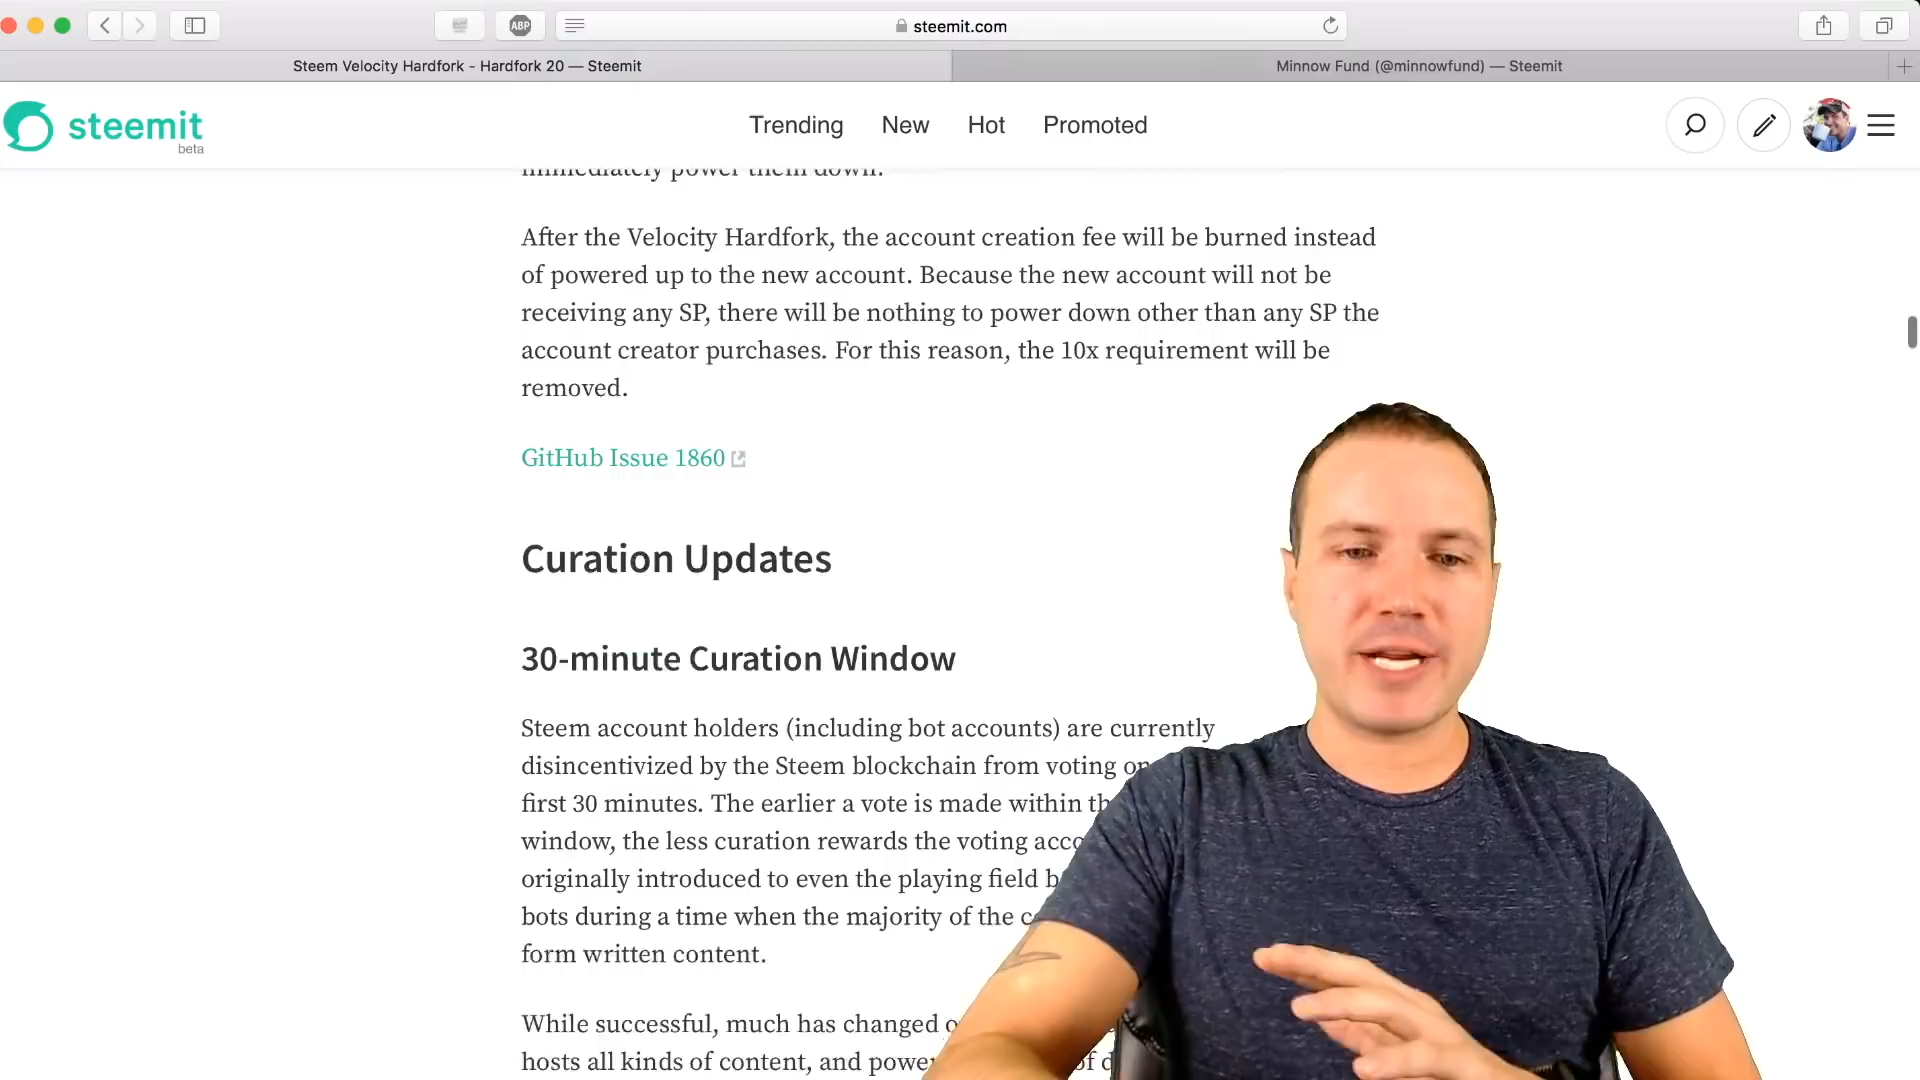 ABP
steemit.com
Steem Velocity Hardfork - Hardfork 20 — Steemit
Minnow Fund (@minnowfund) — Steemit
steemit
beta
Trending New Hot Promoted
immediately power them down.
After the Velocity Hardfork, the account creation fee will be burned instead
of powered up to the new account. Because the new account will not be
receiving any SP, there will be nothing to power down other than any SP the
account creator purchases. For this reason, the 10x requirement will be
removed.
GitHub Issue 1860
Curation Updates
30-minute Curation Window
Steem account holders (including bot accounts) are currently
disincentivized by the Steem blockchain from voting on
first 30 minutes. The earlier a vote is made within
window, the less curation rewards the voting
originally introduced to even the playing field
bots during a time when the majority of the
form written content.
While successful, much has changed
hosts all kinds of content, and